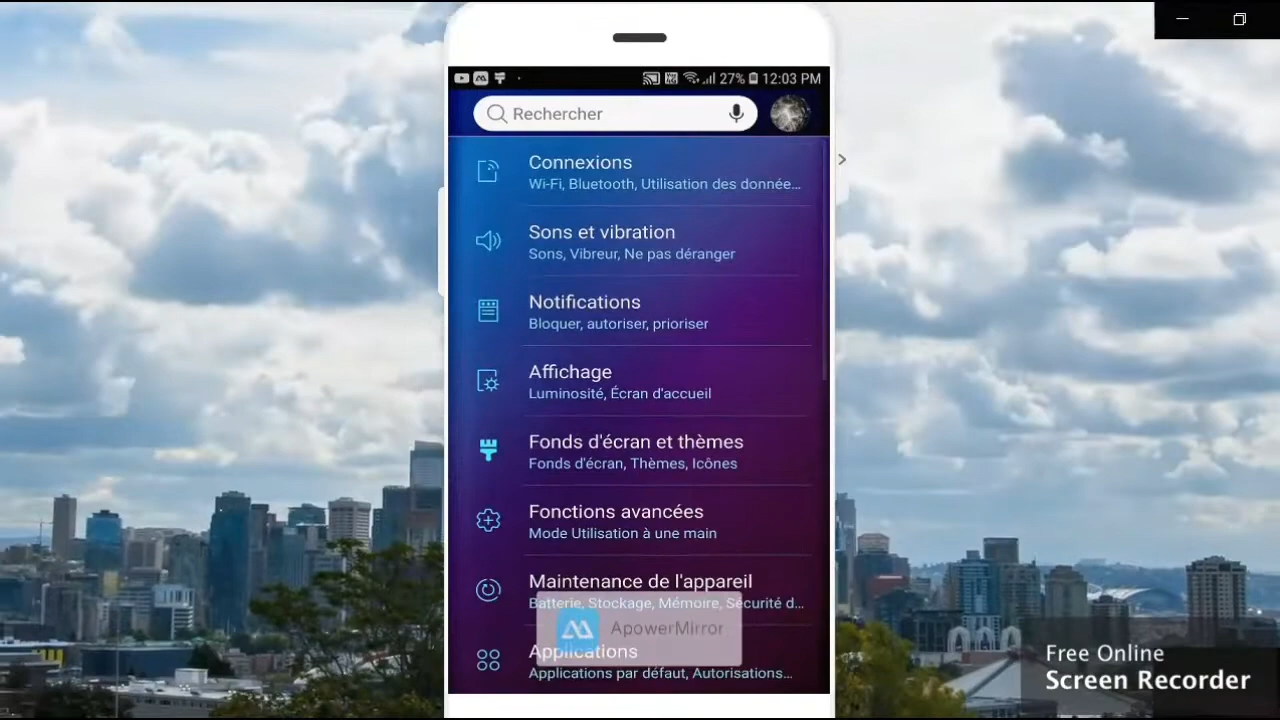 27% 12:03 PM
Rechercher
Connexions
Wi-Fi, Bluetooth, Utilisation des donnée...
Sons et vibration
Sons, Vibreur, Ne pas déranger
Notifications
Bloquer, autoriser, prioriser
Affichage
Luminosité, Écran d'accueil
Fonds d'écran et thèmes
Fonds d'écran, Thèmes, Icônes
Fonctions avancées
Mode Utilisation à une main
Maintenance de l'appareil
Batterie, Stockage, Mémoire, Sécurité d...
ApowerMirror
Applications
Applications par défaut, Autorisations...
Free Online
Screen Recorder